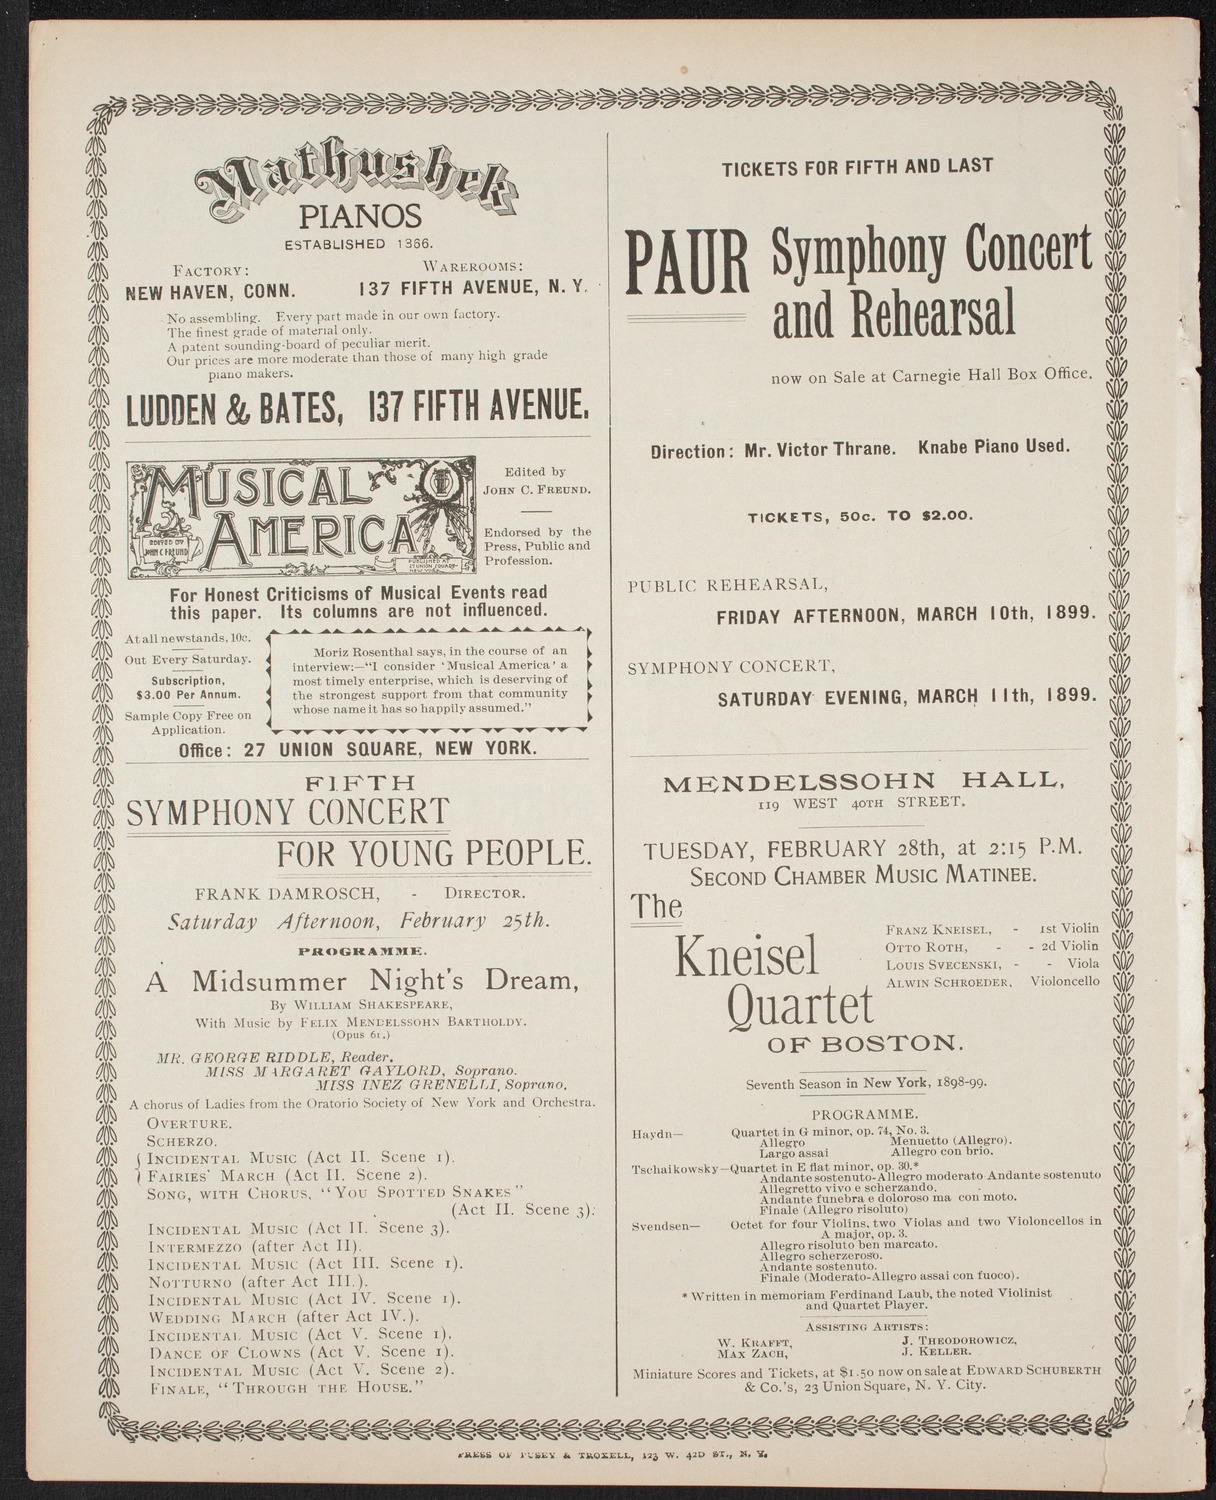 Mathushek
PIANOS
ESTABLISHED 1866.
FACTORY:
NEW HAVEN, CONN.
WAREROOMS:
137 FIFTH AVENUE, N. Y.
No assembling. Every part made in our own factory.
The finest grade of material only.
A patent sounding-board of peculiar merit.
Our prices are more moderate than those of many high grade
piano makers.
LUDDEN & BATES, 137 FIFTH AVENUE.
MUSICAL
AMERICA
EDITED BY
JOHN C FREUND
PUBLISHED AT
27 UNION SQUARE
NEW YORK
Edited by
JOHN C. FREUND.
Endorsed by the
Press, Public and
Profession.
For Honest Criticisms of Musical Events read
this paper. Its columns are not influenced.
At all newstands, 10c.
Out Every Saturday.
Subscription,
$3.00 Per Annum.
Sample Copy Free on
Application.
Moriz Rosenthal says, in the course of an
interview:—“I consider ‘Musical America’ a
most timely enterprise, which is deserving of
the strongest support from that community
whose name it has so happily assumed.”
Office: 27 UNION SQUARE, NEW YORK.
FIFTH
SYMPHONY CONCERT
FOR YOUNG PEOPLE.
FRANK DAMROSCH, - DIRECTOR.
Saturday Afternoon, February 25th.
PROGRAMME.
A Midsummer Night's Dream,
By WILLIAM SHAKESPEARE,
With Music by FELIX MENDELSSOHN BARTHOLDY.
(Opus 61.)
MR. GEORGE RIDDLE, Reader.
MISS MARGARET GAYLORD, Soprano.
MISS INEZ GRENELLI, Soprano.
A chorus of Ladies from the Oratorio Society of New York and Orchestra.
OVERTURE.
SCHERZO.
INCIDENTAL MUSIC (Act II. Scene 1).
FAIRIES' MARCH (Act II. Scene 2).
SONG, WITH CHORUS, “YOU SPOTTED SNAKES”
(Act II. Scene 3).
INCIDENTAL MUSIC (Act II. Scene 3).
INTERMEZZO (after Act II).
INCIDENTAL MUSIC (Act III. Scene 1).
NOTTURNO (after Act III.).
INCIDENTAL MUSIC (Act IV. Scene 1).
WEDDING MARCH (after Act IV.).
INCIDENTAL MUSIC (Act V. Scene 1).
DANCE OF CLOWNS (Act V. Scene 1).
INCIDENTAL MUSIC (Act V. Scene 2).
FINALE, “THROUGH THE HOUSE.”
TICKETS FOR FIFTH AND LAST
PAUR Symphony Concert
and Rehearsal
now on Sale at Carnegie Hall Box Office.
Direction: Mr. Victor Thrane. Knabe Piano Used.
TICKETS, 50c. TO $2.00.
PUBLIC REHEARSAL,
FRIDAY AFTERNOON, MARCH 10th, 1899.
SYMPHONY CONCERT,
SATURDAY EVENING, MARCH 11th, 1899.
MENDELSSOHN HALL,
119 WEST 40TH STREET.
TUESDAY, FEBRUARY 28th, at 2:15 P.M.
SECOND CHAMBER MUSIC MATINEE.
The
Kneisel
Quartet
OF BOSTON.
FRANZ KNEISEL, - 1st Violin
OTTO ROTH, - - 2d Violin
LOUIS SVECENSKI, - - Viola
ALWIN SCHROEDER, Violoncello
Seventh Season in New York, 1898-99.
PROGRAMME.
Haydn— Quartet in G minor, op. 74, No. 3.
Allegro Menuetto (Allegro).
Largo assai Allegro con brio.
Tschaikowsky—Quartet in E flat minor, op. 30.*
Andante sostenuto-Allegro moderato Andante sostenuto
Allegretto vivo e scherzando.
Andante funebra e doloroso ma con moto.
Finale (Allegro risoluto)
Svendsen— Octet for four Violins, two Violas and two Violoncellos in
A major, op. 3.
Allegro risoluto ben marcato.
Allegro scherzeroso.
Andante sostenuto.
Finale (Moderato-Allegro assai con fuoco).
* Written in memoriam Ferdinand Laub, the noted Violinist
and Quartet Player.
ASSISTING ARTISTS:
W. KRAFFT, J. THEODOROWICZ,
MAX ZACH, J. KELLER.
Miniature Scores and Tickets, at $1.50 now on sale at EDWARD SCHUBERTH
& Co.'s, 23 Union Square, N. Y. City.
PRESS OF PUSEY & TROXELL, 123 W. 42D ST., N. Y.